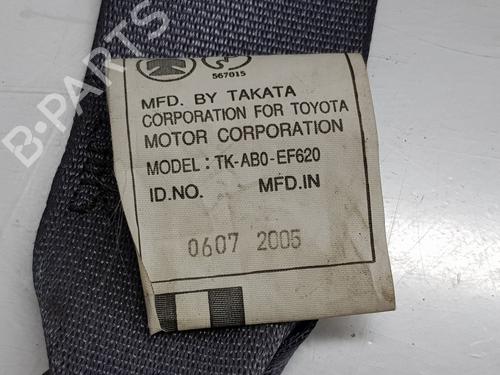 567015
MFD. BY TAKATA
CORPORATION FOR TOYOTA
MOTOR CORPORATION
MODEL : TK-AB0-EF620
ID.NO. MFD.IN
0607 2005
B-PARTS